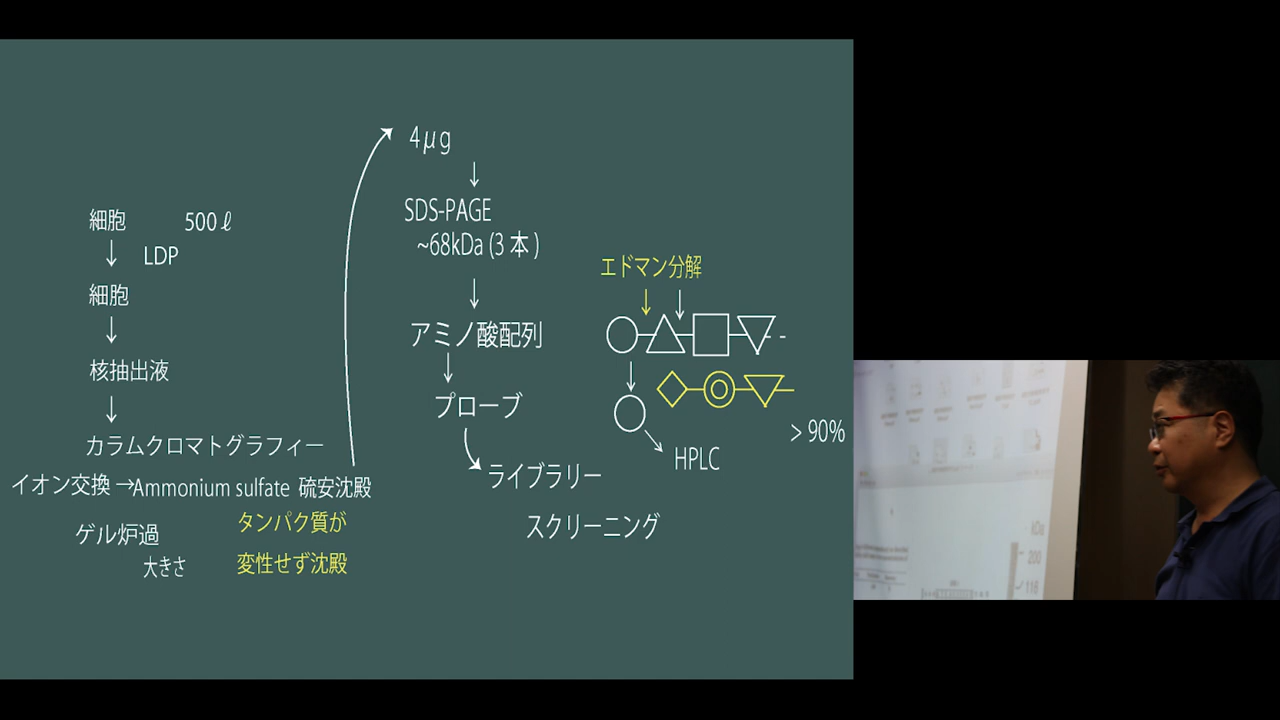 細胞 500ℓ
↓ LDP
細胞
↓
核抽出液
↓
カラムクロマトグラフィー
イオン交換→Ammonium sulfate 硫安沈殿
ゲル炉過
大きさ
タンパク質が
変性せず沈殿
4μg
↓
SDS-PAGE
~68kDa (3本)
↓
アミノ酸配列
↓
プローブ
ライブラリー
スクリーニング
エドマン分解
HPLC
> 90%
kDa
200
116